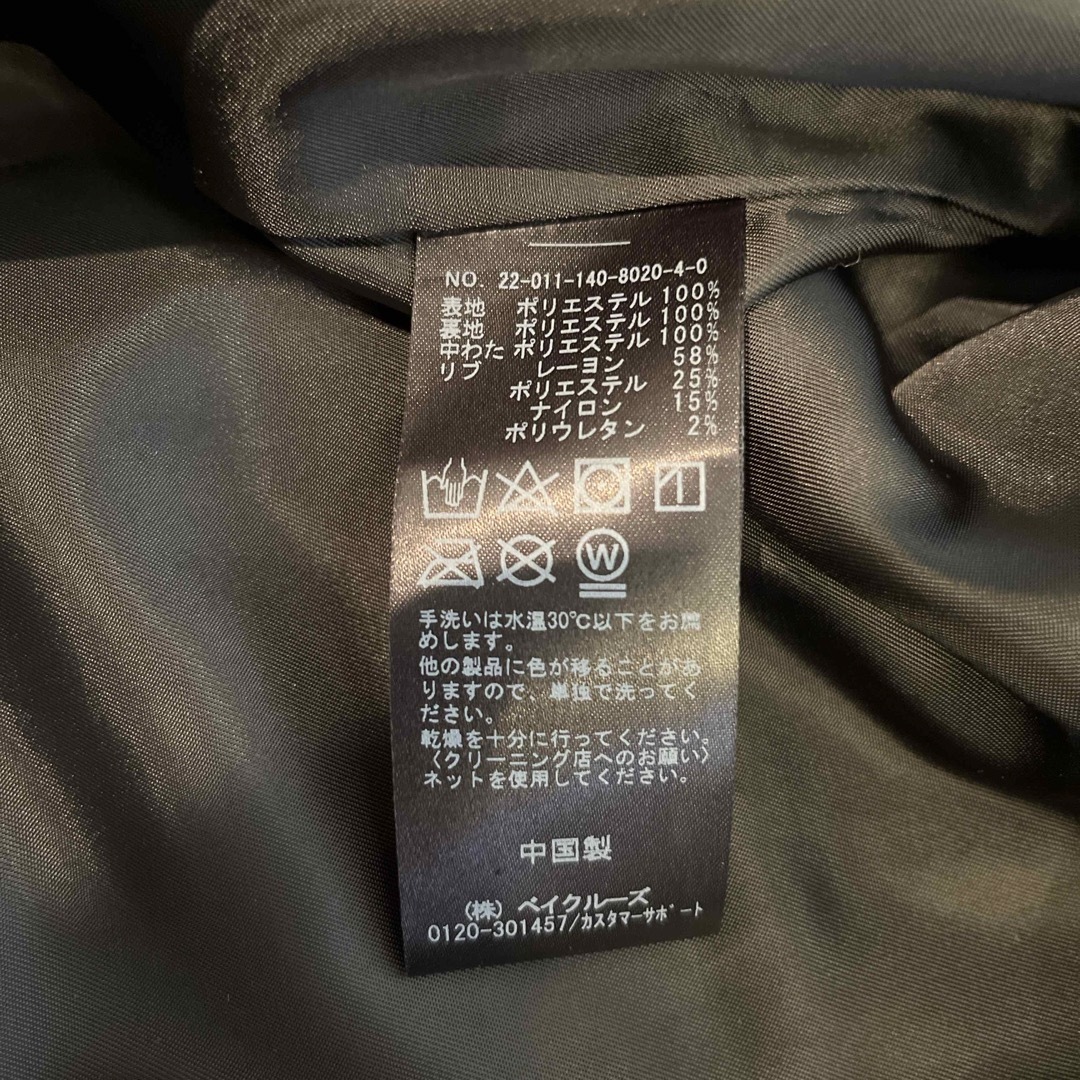 NO. 22-011-140-8020-4-0
表地 ポリエステル 100%
裏地 ポリエステル 100%
中わた ポリエステル 100%
リブ レーヨン 58%
ポリエステル 25%
ナイロン 15%
ポリウレタン 2%
W
手洗いは水温30℃以下をお薦
めします。
他の製品に色が移ることがあ
りますので、単独で洗ってく
ださい。
乾燥を十分に行ってください。
〈クリーニング店へのお願い〉
ネットを使用してください。
中国製
(株) ベイクルーズ
0120-301457/カスタマーサポート